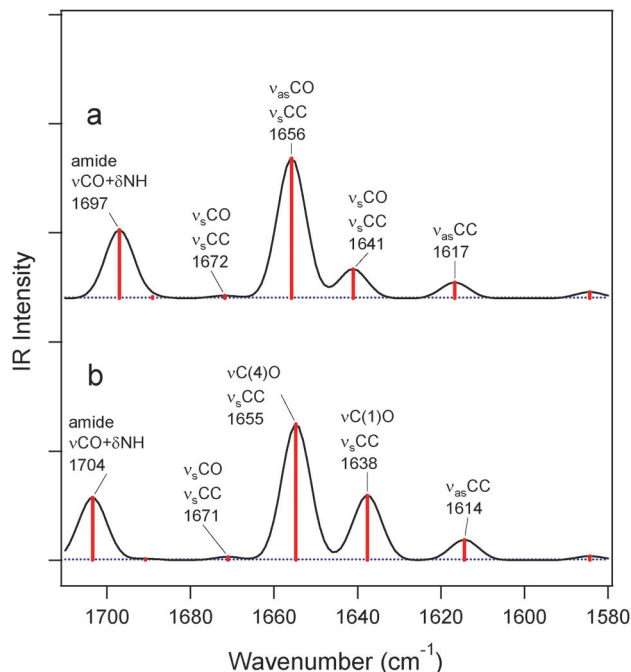 a
amide
νCO+δNH
1697
νsCO
νsCC
1672
νasCO
νsCC
1656
νsCO
νsCC
1641
νasCC
1617
IR Intensity
b
amide
νCO+δNH
1704
νsCO
νsCC
1671
νC(4)O
νsCC
1655
νC(1)O
νsCC
1638
νasCC
1614
1700 1680 1660 1640 1620 1600 1580
Wavenumber (cm⁻¹)